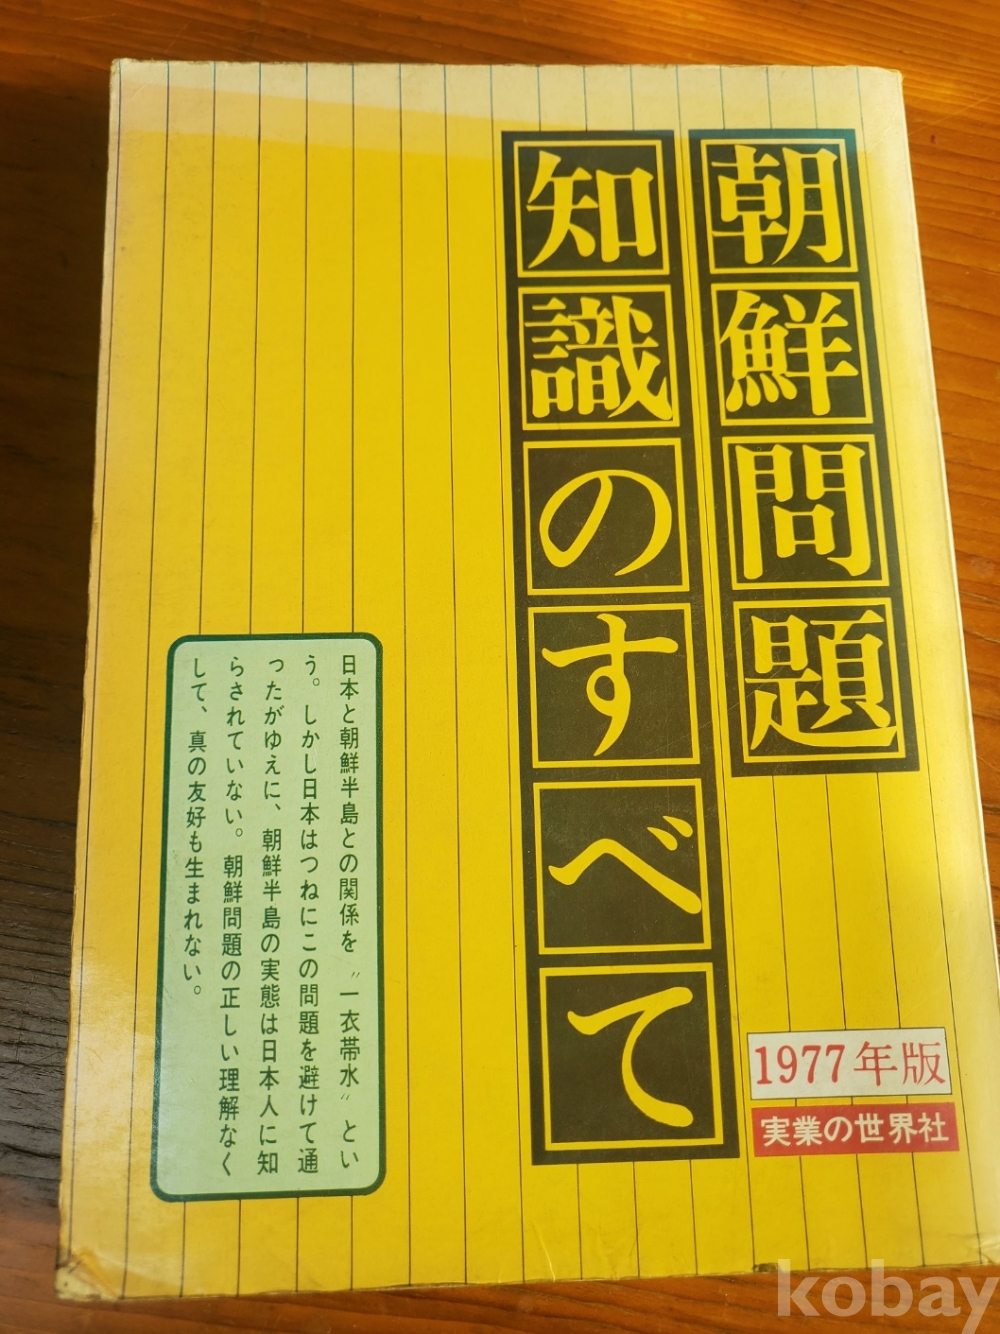 朝鮮問題
知識のすべて
1977年版
実業の世界社
日本と朝鮮半島との関係を〝一衣帯水〟とい
う。しかし日本はつねにこの問題を避けて通
ったがゆえに、朝鮮半島の実態は日本人に知
らされていない。朝鮮問題の正しい理解なく
して、真の友好も生まれない。
kobay